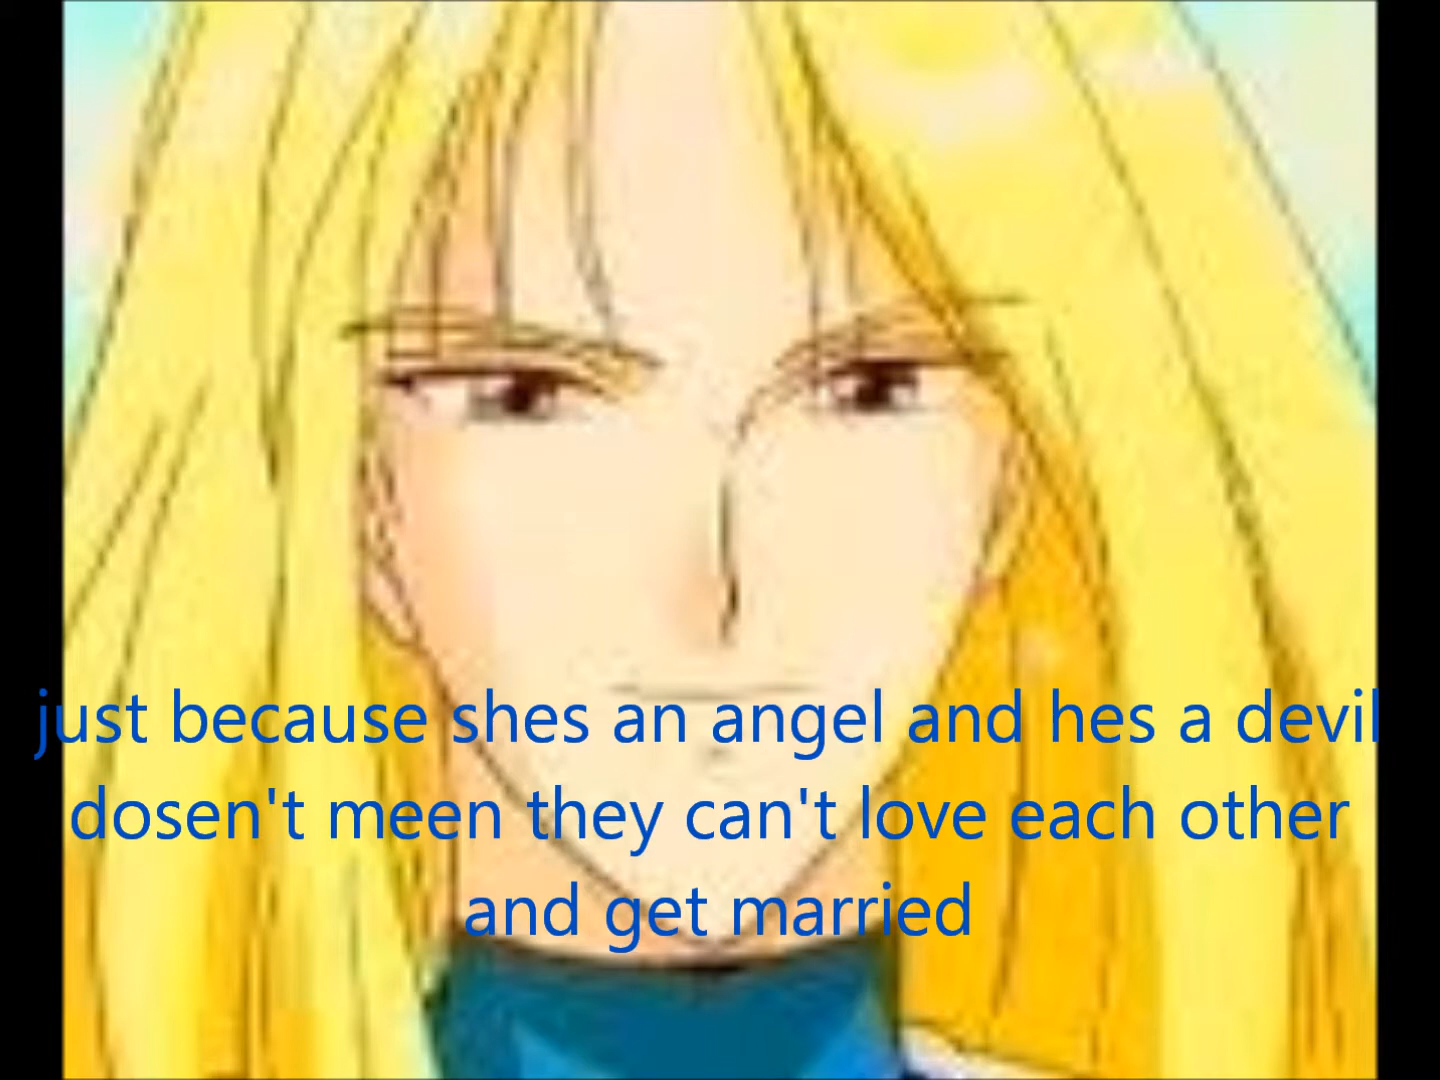 just because shes an angel and hes a devil
dosen't meen they can't love each other
and get married